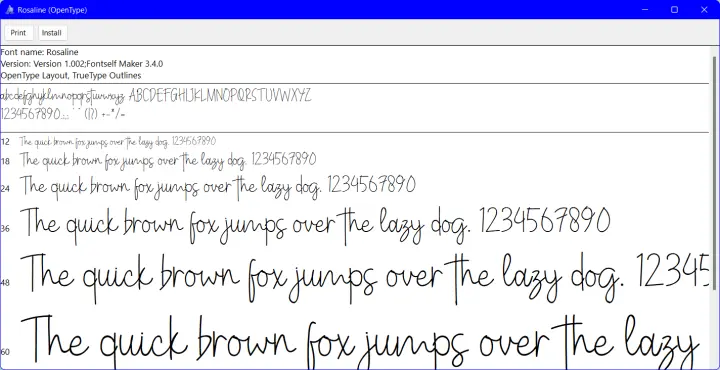 Rosaline (OpenType)
Print Install
Font name: Rosaline
Version: Version 1.002;Fontself Maker 3.4.0
OpenType Layout, TrueType Outlines
abcdefghijklmnopqrstuvwxyz ABCDEFGHIJKLMNOPQRSTUVWXYZ
1234567890.:,; ' " (!?) +-*/=
12 The quick brown fox jumps over the lazy dog. 1234567890
18 The quick brown fox jumps over the lazy dog. 1234567890
24 The quick brown fox jumps over the lazy dog. 1234567890
36 The quick brown fox jumps over the lazy dog. 1234567890
48 The quick brown fox jumps over the lazy dog. 12345
60 The quick brown fox jumps over the lazy